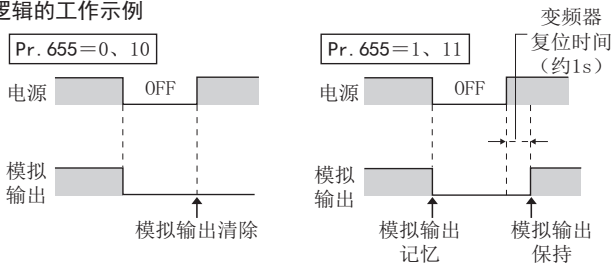 逻辑的工作示例
Pr.655=0、10
电源
OFF
模拟
输出
模拟输出清除
Pr.655=1、11
变频器
复位时间
（约1s）
电源
OFF
模拟
输出
模拟输出
记忆
模拟输出
保持